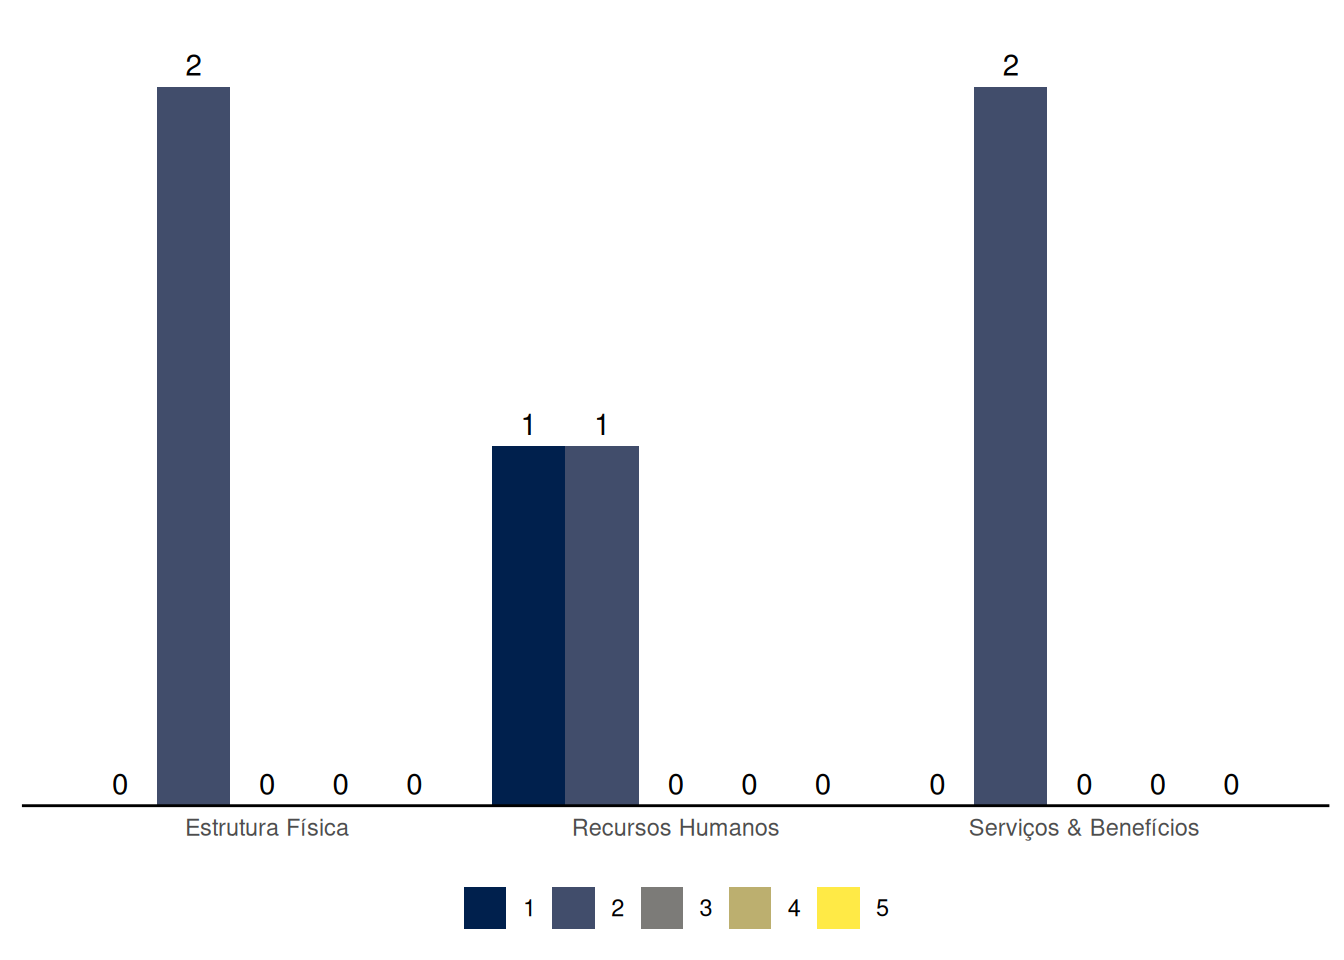 2 2
1 1
0 0 0 0 0 0 0 0 0 0 0
Estrutura Física Recursos Humanos Serviços & Benefícios
1 2 3 4 5